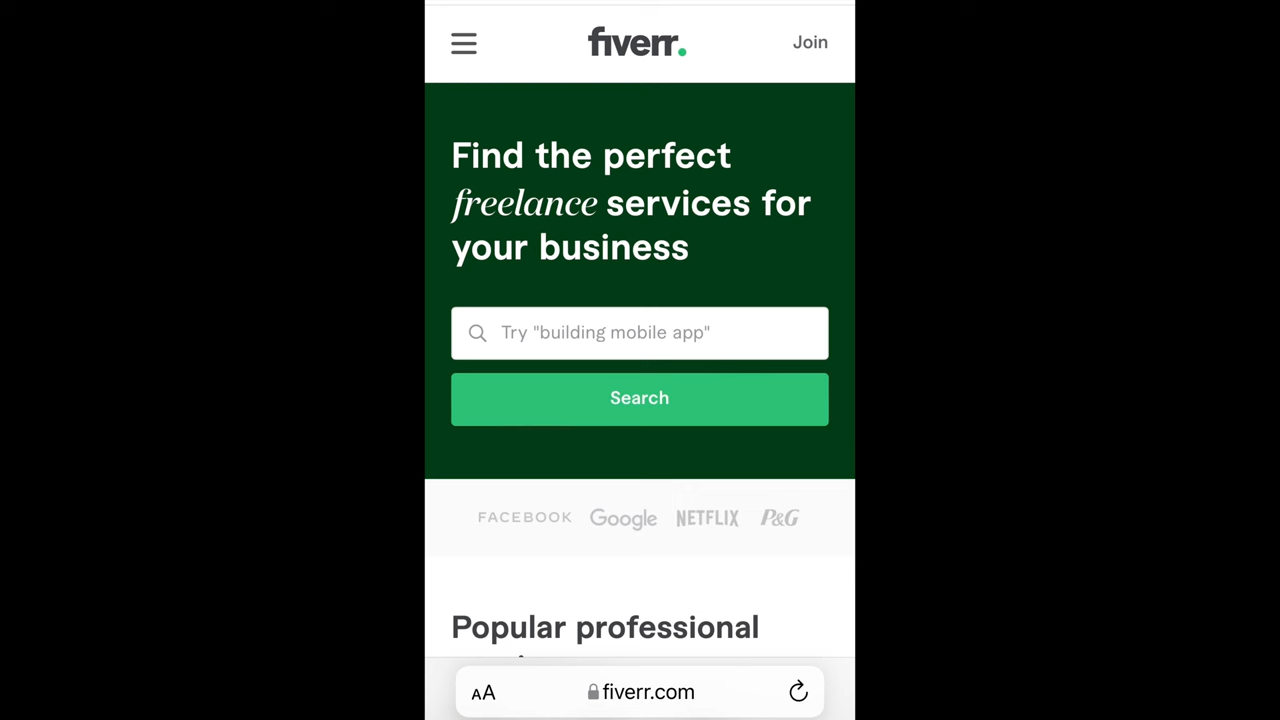 fiverr.
Join
Find the perfect
freelance services for
your business
Try "building mobile app"
Search
FACEBOOK Google NETFLIX P&G
Popular professional
AA fiverr.com